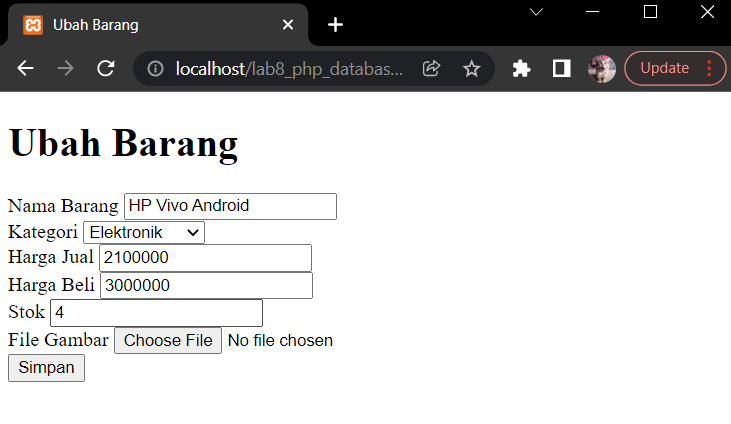 Ubah Barang
localhost/lab8_php_databas...
Update
Ubah Barang
Nama Barang HP Vivo Android
Kategori Elektronik
Harga Jual 2100000
Harga Beli 3000000
Stok 4
File Gambar Choose File No file chosen
Simpan